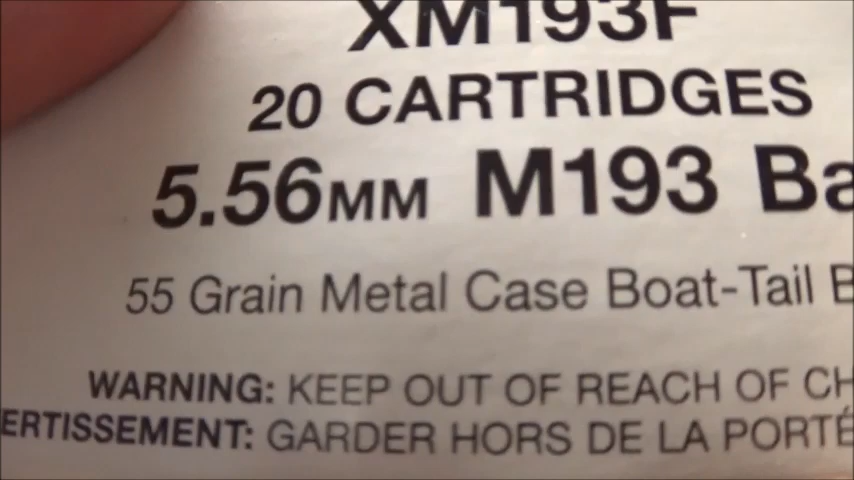 XM193F
20 CARTRIDGES
5.56MM M193 Ba
55 Grain Metal Case Boat-Tail B
WARNING: KEEP OUT OF REACH OF CH
ERTISSEMENT: GARDER HORS DE LA PORTÉ